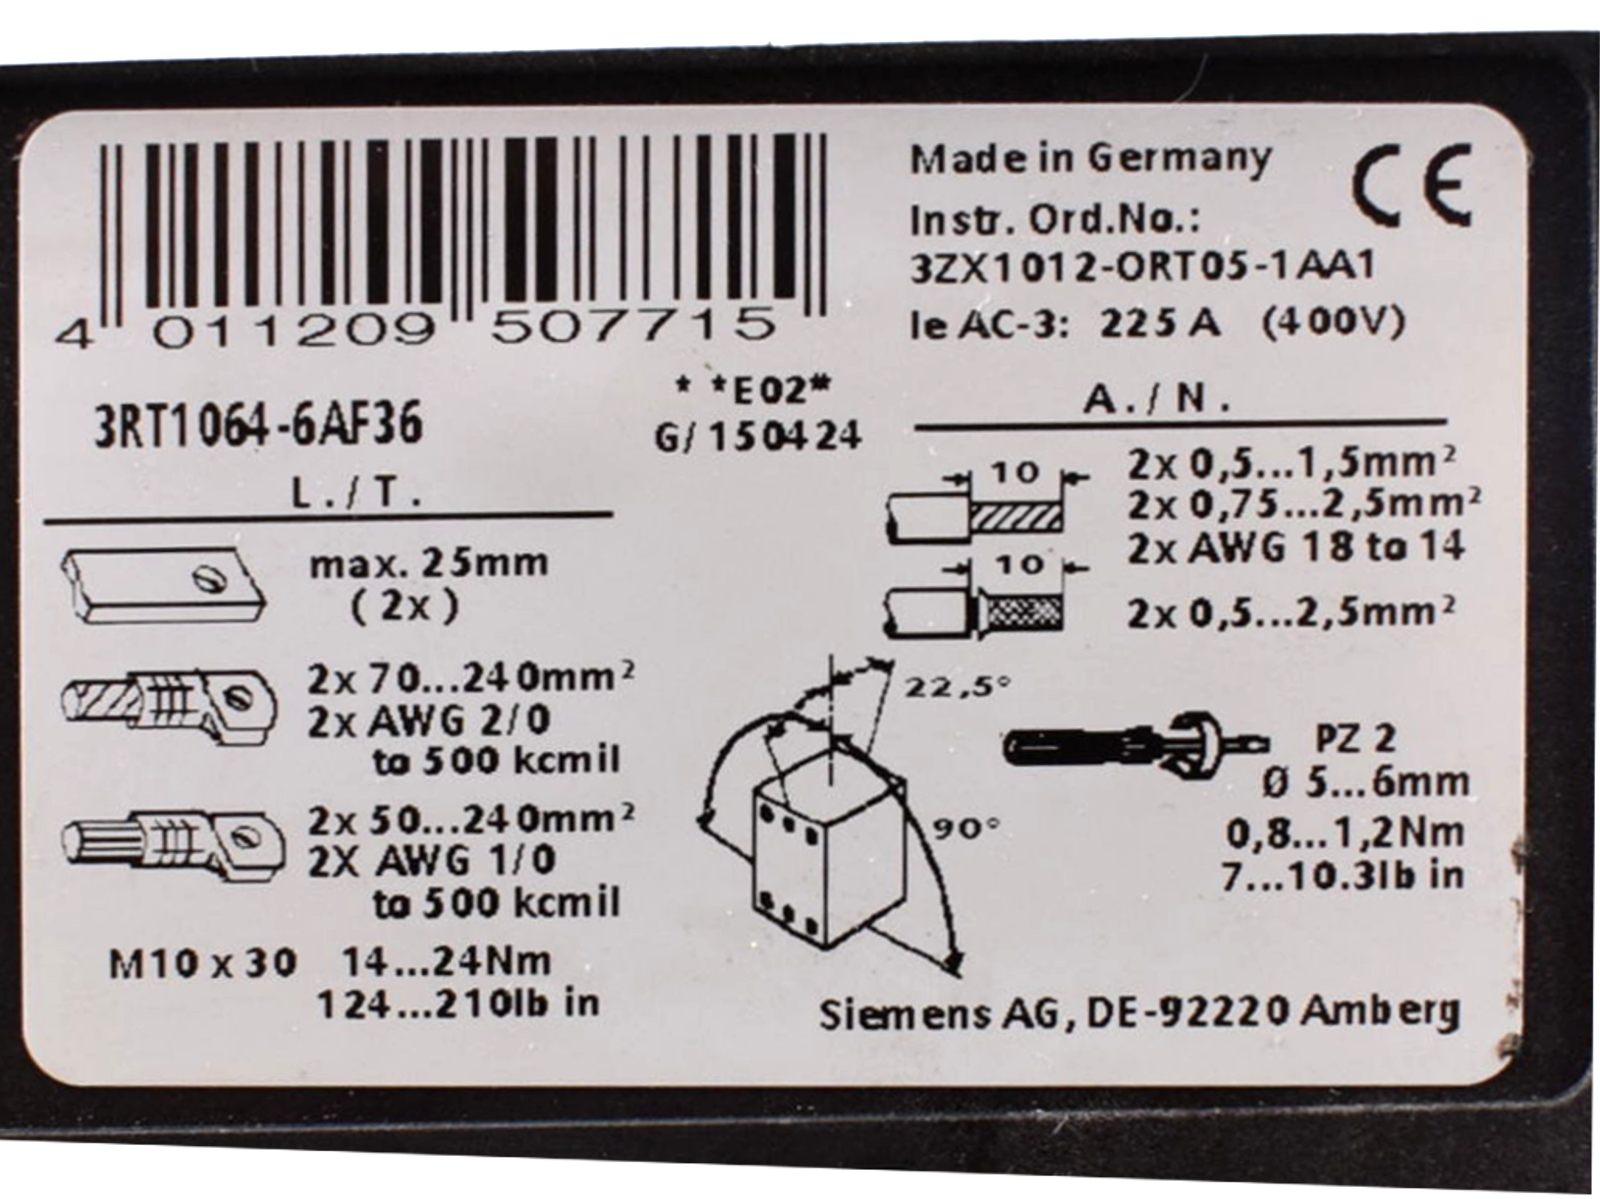 4 011209 507715
3RT1064-6AF36
* *E02*
G/150424
Made in Germany
CE
Instr. Ord.No.:
3ZX1012-ORT05-1AA1
Ie AC-3: 225 A (400V)
L./T.
max. 25mm
(2x)
2x 70...240mm²
2x AWG 2/0
to 500 kcmil
2x 50...240mm²
2X AWG 1/0
to 500 kcmil
M10 x 30 14...24Nm
124...210lb in
A./N.
10
2x 0,5...1,5mm²
2x 0,75...2,5mm²
2x AWG 18 to 14
10
2x 0,5...2,5mm²
22,5°
90°
PZ 2
Ø 5...6mm
0,8...1,2Nm
7...10.3lb in
Siemens AG, DE-92220 Amberg